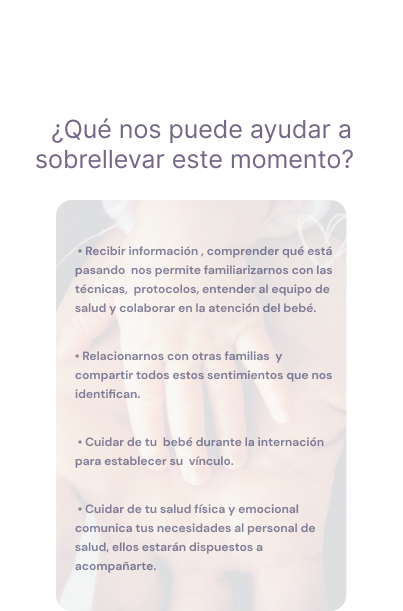 ¿Qué nos puede ayudar a
sobrellevar este momento?
• Recibir información , comprender qué está
pasando  nos permite familiarizarnos con las
técnicas,  protocolos, entender al equipo de
salud y colaborar en la atención del bebé.
• Relacionarnos con otras familias  y
compartir todos estos sentimientos que nos
identifican.
• Cuidar de tu  bebé durante la internación
para establecer su  vínculo.
• Cuidar de tu salud física y emocional
comunica tus necesidades al personal de
salud, ellos estarán dispuestos a
acompañarte.